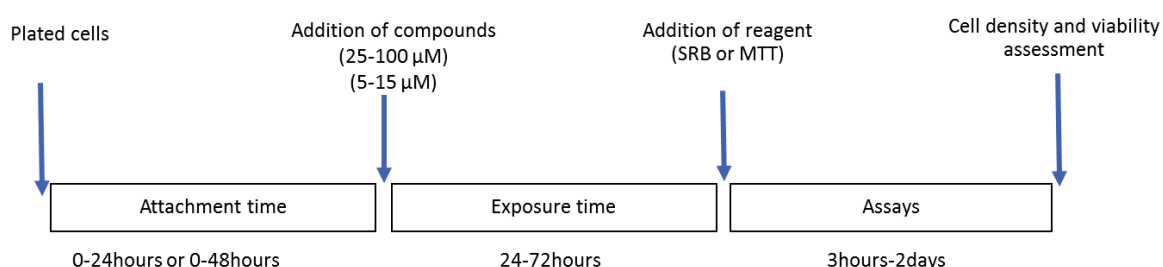 Plated cells
Addition of compounds
(25-100 µM)
(5-15 µM)
Addition of reagent
(SRB or MTT)
Cell density and viability
assessment
Attachment time
Exposure time
Assays
0-24hours or 0-48hours
24-72hours
3hours-2days